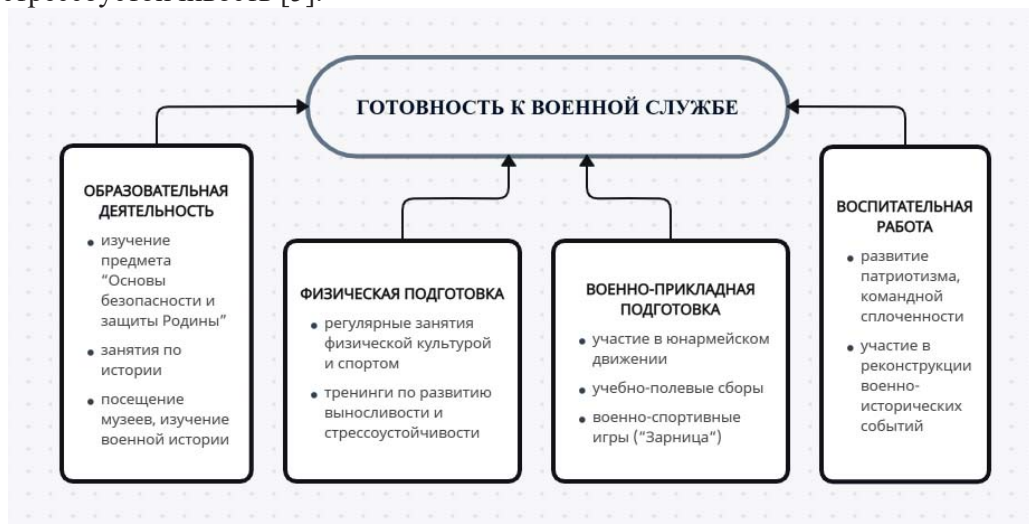 стрессоустойчивость [5].
ГОТОВНОСТЬ К ВОЕННОЙ СЛУЖБЕ
ОБРАЗОВАТЕЛЬНАЯ
ДЕЯТЕЛЬНОСТЬ
• изучение
предмета
“Основы
безопасности и
защиты Родины”
• занятия по
истории
• посещение
музеев, изучение
военной истории
ФИЗИЧЕСКАЯ ПОДГОТОВКА
• регулярные занятия
физической культурой
и спортом
• тренинги по развитию
выносливости и
стрессоустойчивости
ВОЕННО-ПРИКЛАДНАЯ
ПОДГОТОВКА
• участие в юнармейском
движении
• учебно-полевые сборы
• военно-спортивные
игры (“Зарница“)
ВОСПИТАТЕЛЬНАЯ
РАБОТА
• развитие
патриотизма,
командной
сплоченности
• участие в
реконструкции
военно-
исторических
событий